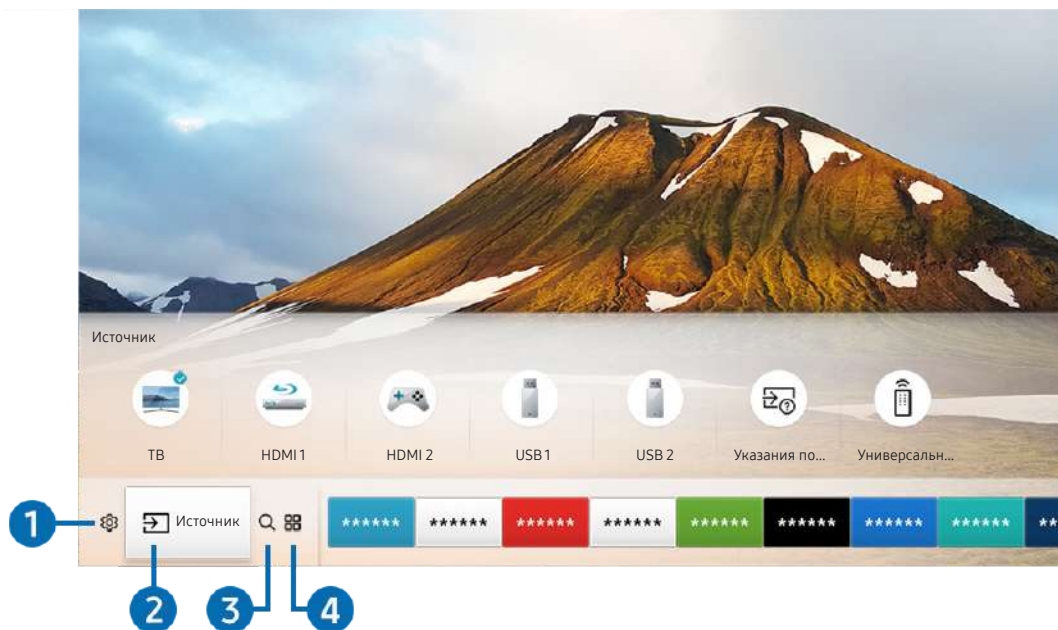 Источник
ТВ HDMI 1 HDMI 2 USB 1 USB 2 Указания по... Универсальн...
1 Источник ****** ****** ****** ****** ****** ****** ****** ****** **
2 3 4